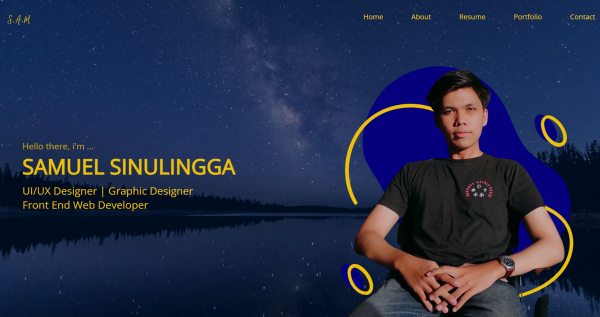 S.A.M
Home About Resume Portfolio Contact
Hello there, i'm ...
SAMUEL SINULINGGA
UI/UX Designer | Graphic Designer
Front End Web Developer